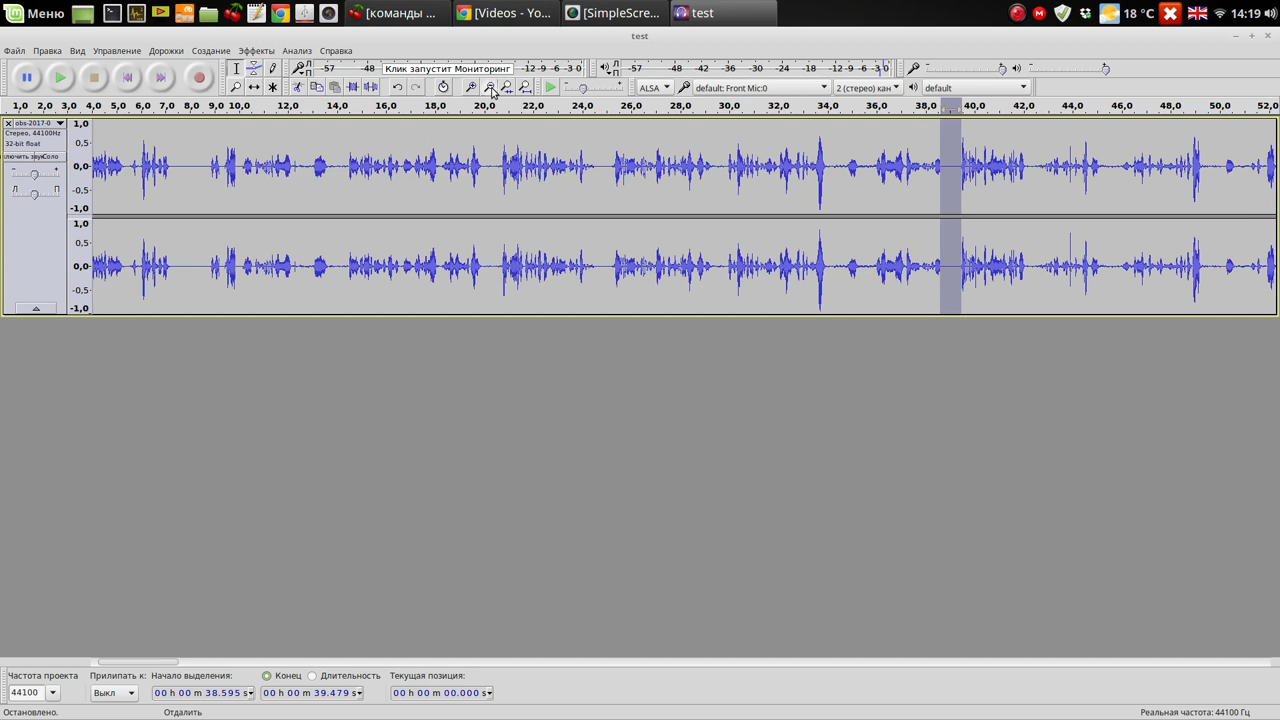 Меню
[команды ...
[Videos - Yo...
[SimpleScre...
test
18 °C
14:19
test
Файл Правка Вид Управление Дорожки Создание Эффекты Анализ Справка
-57 -48 Клик запустит Мониторинг -12 -9 -6 -3 0
-57 -48 -42 -36 -30 -24 -18 -12 -9 -6 -3 0
ALSA default: Front Mic:0 2 (стерео) кан default
1,0 2,0 3,0 4,0 5,0 6,0 7,0 8,0 9,0 10,0 12,0 14,0 16,0 18,0 20,0 22,0 24,0 26,0 28,0 30,0 32,0 34,0 36,0 38,0 40,0 42,0 44,0 46,0 48,0 50,0 52,0
obs-2017-0
Стерео, 44100Hz
32-bit float
Соло
- +
Л П
1,0
0,5
0,0
-0,5
-1,0
1,0
0,5
0,0
-0,5
-1,0
Частота проекта Прилипать к: Начало выделения: Конец Длительность Текущая позиция:
44100 Выкл 00 h 00 m 38.595 s 00 h 00 m 39.479 s 00 h 00 m 00.000 s
Остановлено. Отдалить Реальная частота: 44100 Гц